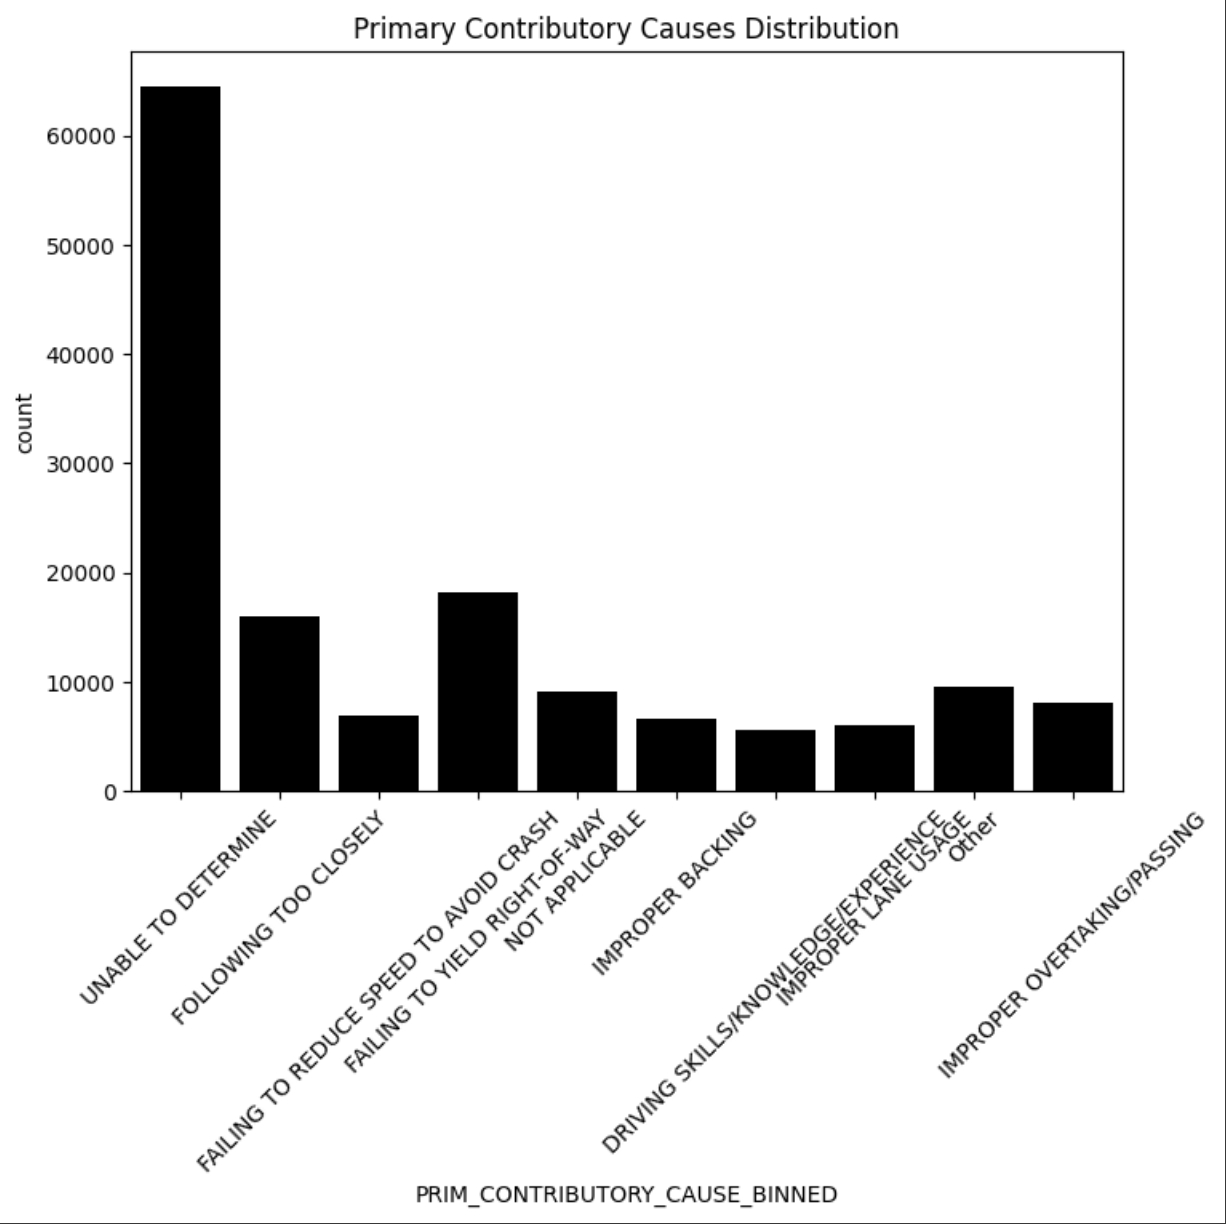 Primary Contributory Causes Distribution
60000
50000
40000
30000
20000
10000
0
count
UNABLE TO DETERMINE
FOLLOWING TOO CLOSELY
FAILING TO REDUCE SPEED TO AVOID CRASH
FAILING TO YIELD RIGHT-OF-WAY
NOT APPLICABLE
IMPROPER BACKING
DRIVING SKILLS/KNOWLEDGE/EXPERIENCE
IMPROPER LANE USAGE
Other
IMPROPER OVERTAKING/PASSING
PRIM_CONTRIBUTORY_CAUSE_BINNED